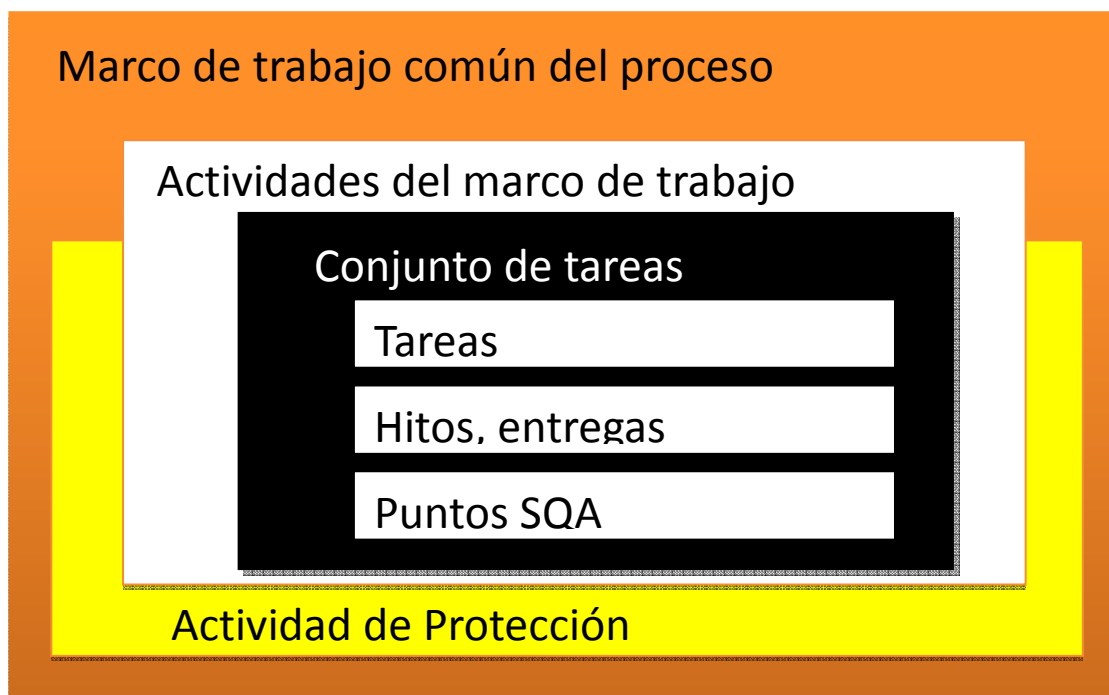 Marco de trabajo común del proceso
Actividades del marco de trabajo
Conjunto de tareas
Tareas
Hitos, entregas
Puntos SQA
Actividad de Protección